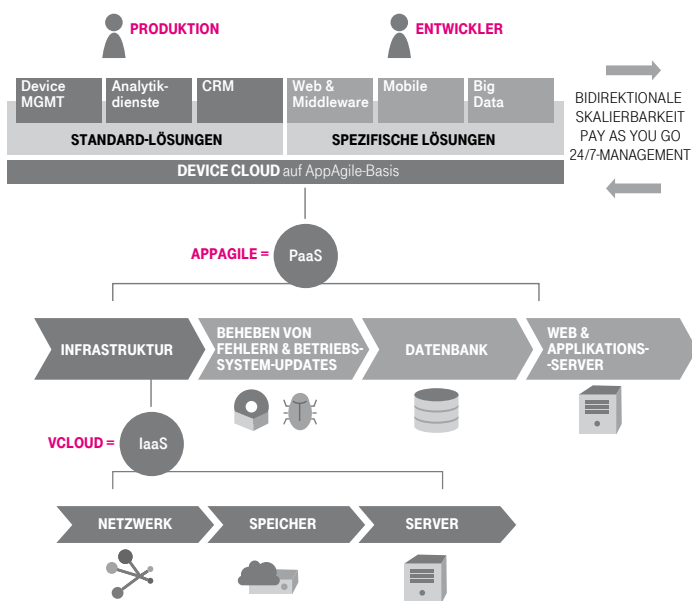 PRODUKTION
ENTWICKLER
Device
MGMT
Analytik-
dienste
CRM
Web &
Middleware
Mobile
Big
Data
STANDARD-LÖSUNGEN
SPEZIFISCHE LÖSUNGEN
DEVICE CLOUD auf AppAgile-Basis
BIDIREKTIONALE
SKALIERBARKEIT
PAY AS YOU GO
24/7-MANAGEMENT
APPAGILE =
PaaS
INFRASTRUKTUR
BEHEBEN VON
FEHLERN & BETRIEBS-
SYSTEM-UPDATES
DATENBANK
WEB &
APPLIKATIONS-
-SERVER
VCLOUD =
IaaS
NETZWERK
SPEICHER
SERVER